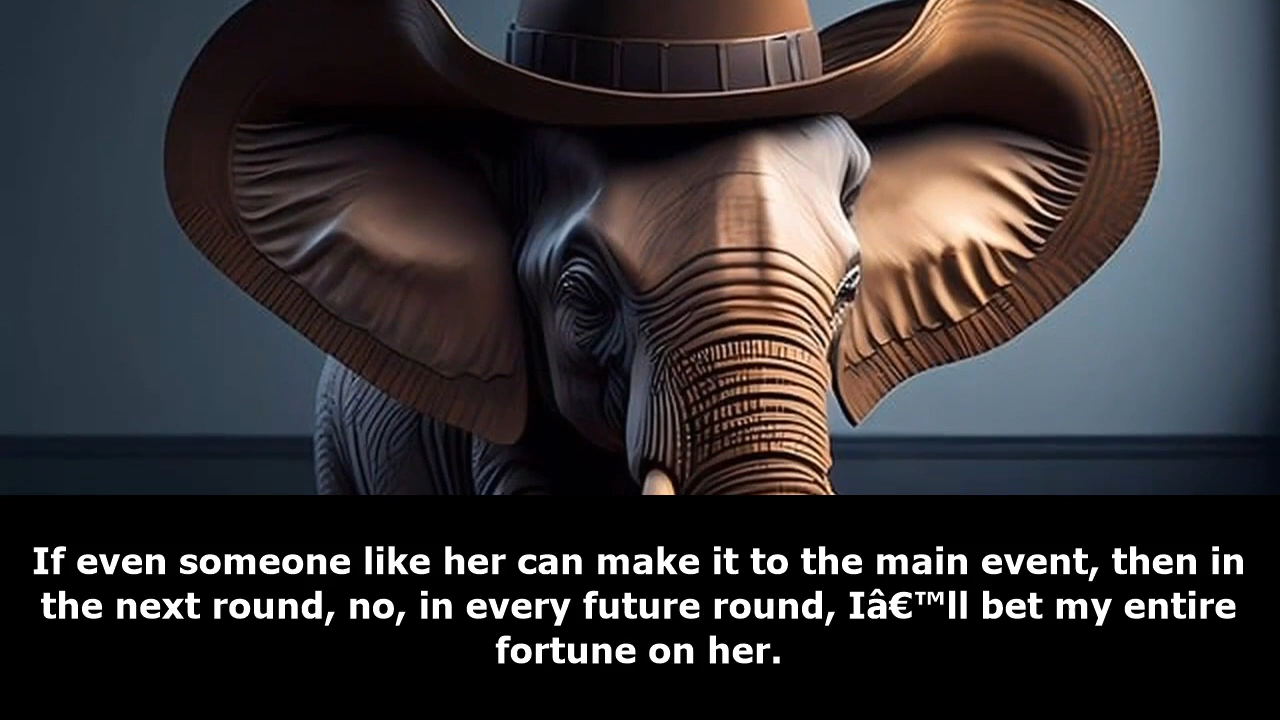 If even someone like her can make it to the main event, then in
the next round, no, in every future round, Iâ€™ll bet my entire
fortune on her.